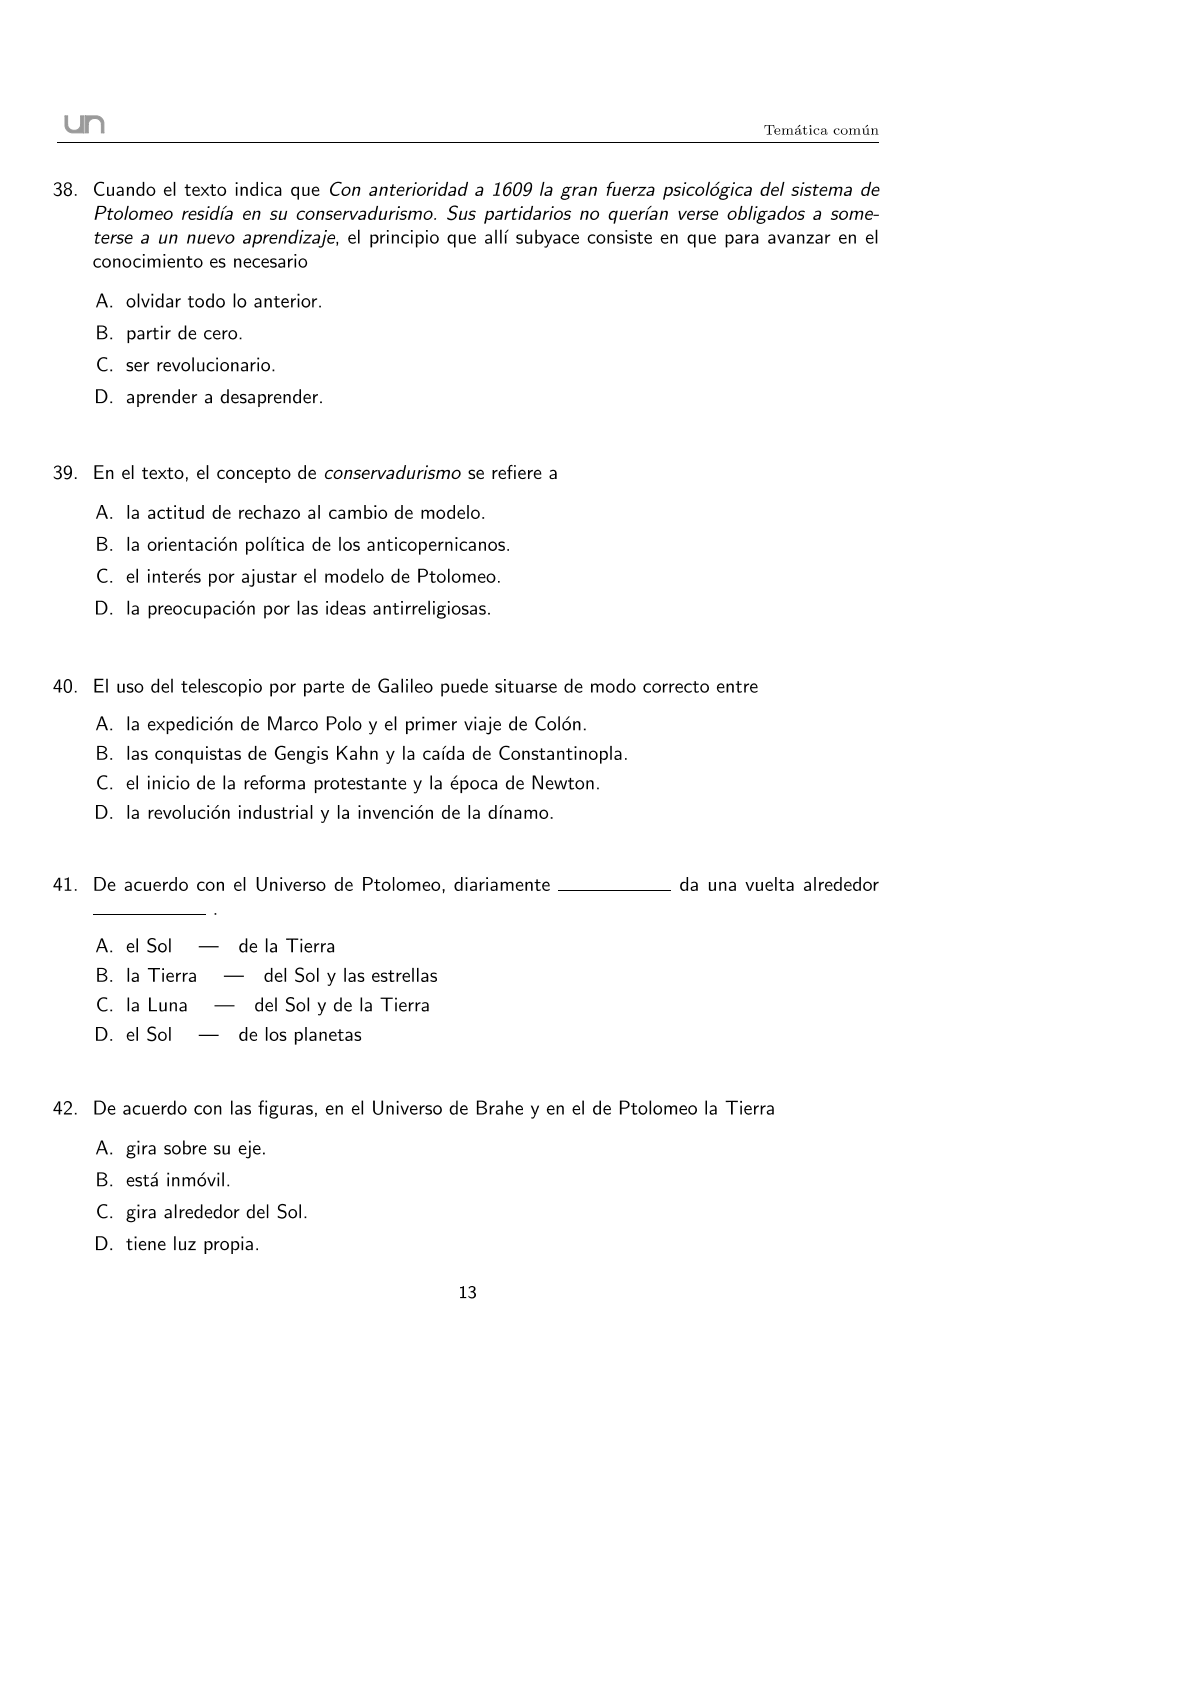 un
Temática común
38. Cuando el texto indica que Con anterioridad a 1609 la gran fuerza psicológica del sistema de
Ptolomeo residía en su conservadurismo. Sus partidarios no querían verse obligados a some-
terse a un nuevo aprendizaje, el principio que allí subyace consiste en que para avanzar en el
conocimiento es necesario
A. olvidar todo lo anterior.
B. partir de cero.
C. ser revolucionario.
D. aprender a desaprender.
39. En el texto, el concepto de conservadurismo se refiere a
A. la actitud de rechazo al cambio de modelo.
B. la orientación política de los anticopernicanos.
C. el interés por ajustar el modelo de Ptolomeo.
D. la preocupación por las ideas antirreligiosas.
40. El uso del telescopio por parte de Galileo puede situarse de modo correcto entre
A. la expedición de Marco Polo y el primer viaje de Colón.
B. las conquistas de Gengis Kahn y la caída de Constantinopla.
C. el inicio de la reforma protestante y la época de Newton.
D. la revolución industrial y la invención de la dínamo.
41. De acuerdo con el Universo de Ptolomeo, diariamente ___________ da una vuelta alrededor
___________ .
A. el Sol — de la Tierra
B. la Tierra — del Sol y las estrellas
C. la Luna — del Sol y de la Tierra
D. el Sol — de los planetas
42. De acuerdo con las figuras, en el Universo de Brahe y en el de Ptolomeo la Tierra
A. gira sobre su eje.
B. está inmóvil.
C. gira alrededor del Sol.
D. tiene luz propia.
13